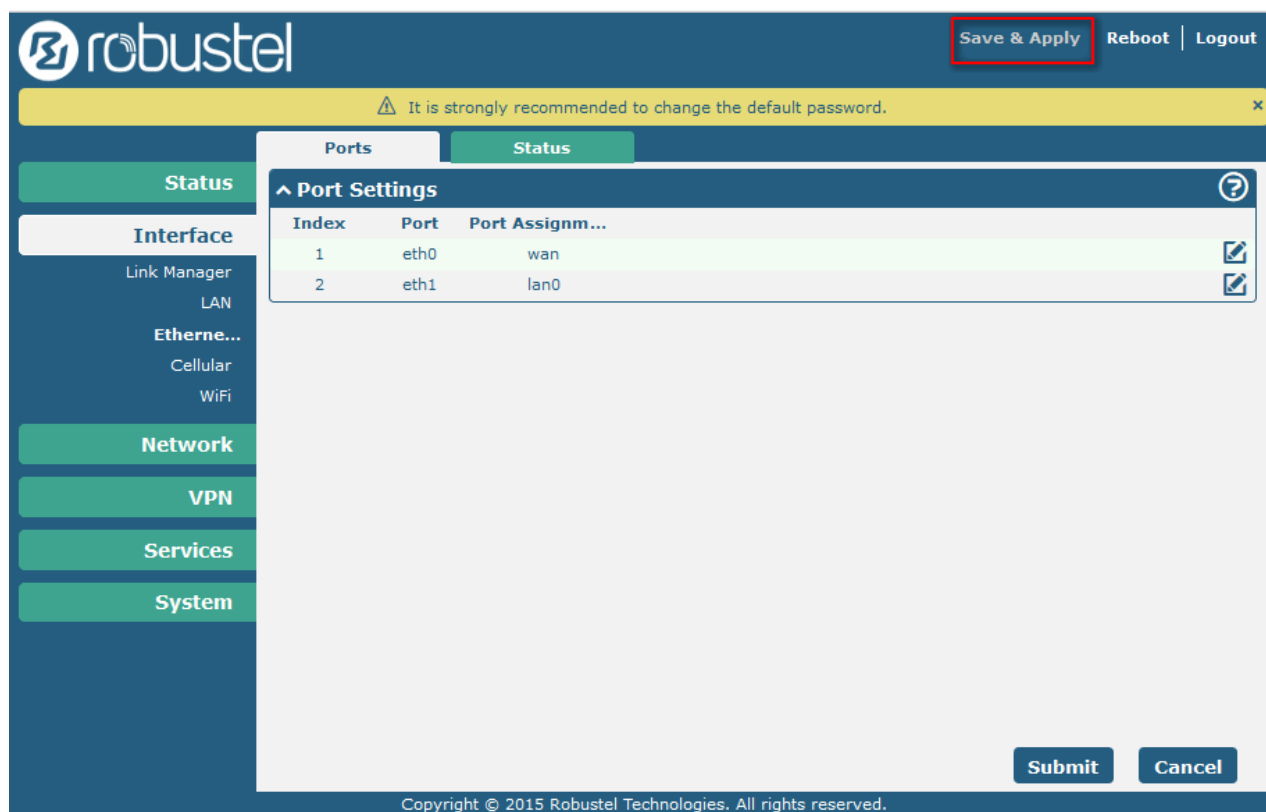 robustel
Save & Apply Reboot | Logout
⚠ It is strongly recommended to change the default password. ×
Ports Status
Status
Interface
Link Manager
LAN
Etherne...
Cellular
WiFi
Network
VPN
Services
System
^ Port Settings ?
Index Port Port Assignm...
1 eth0 wan
2 eth1 lan0
Submit Cancel
Copyright © 2015 Robustel Technologies. All rights reserved.